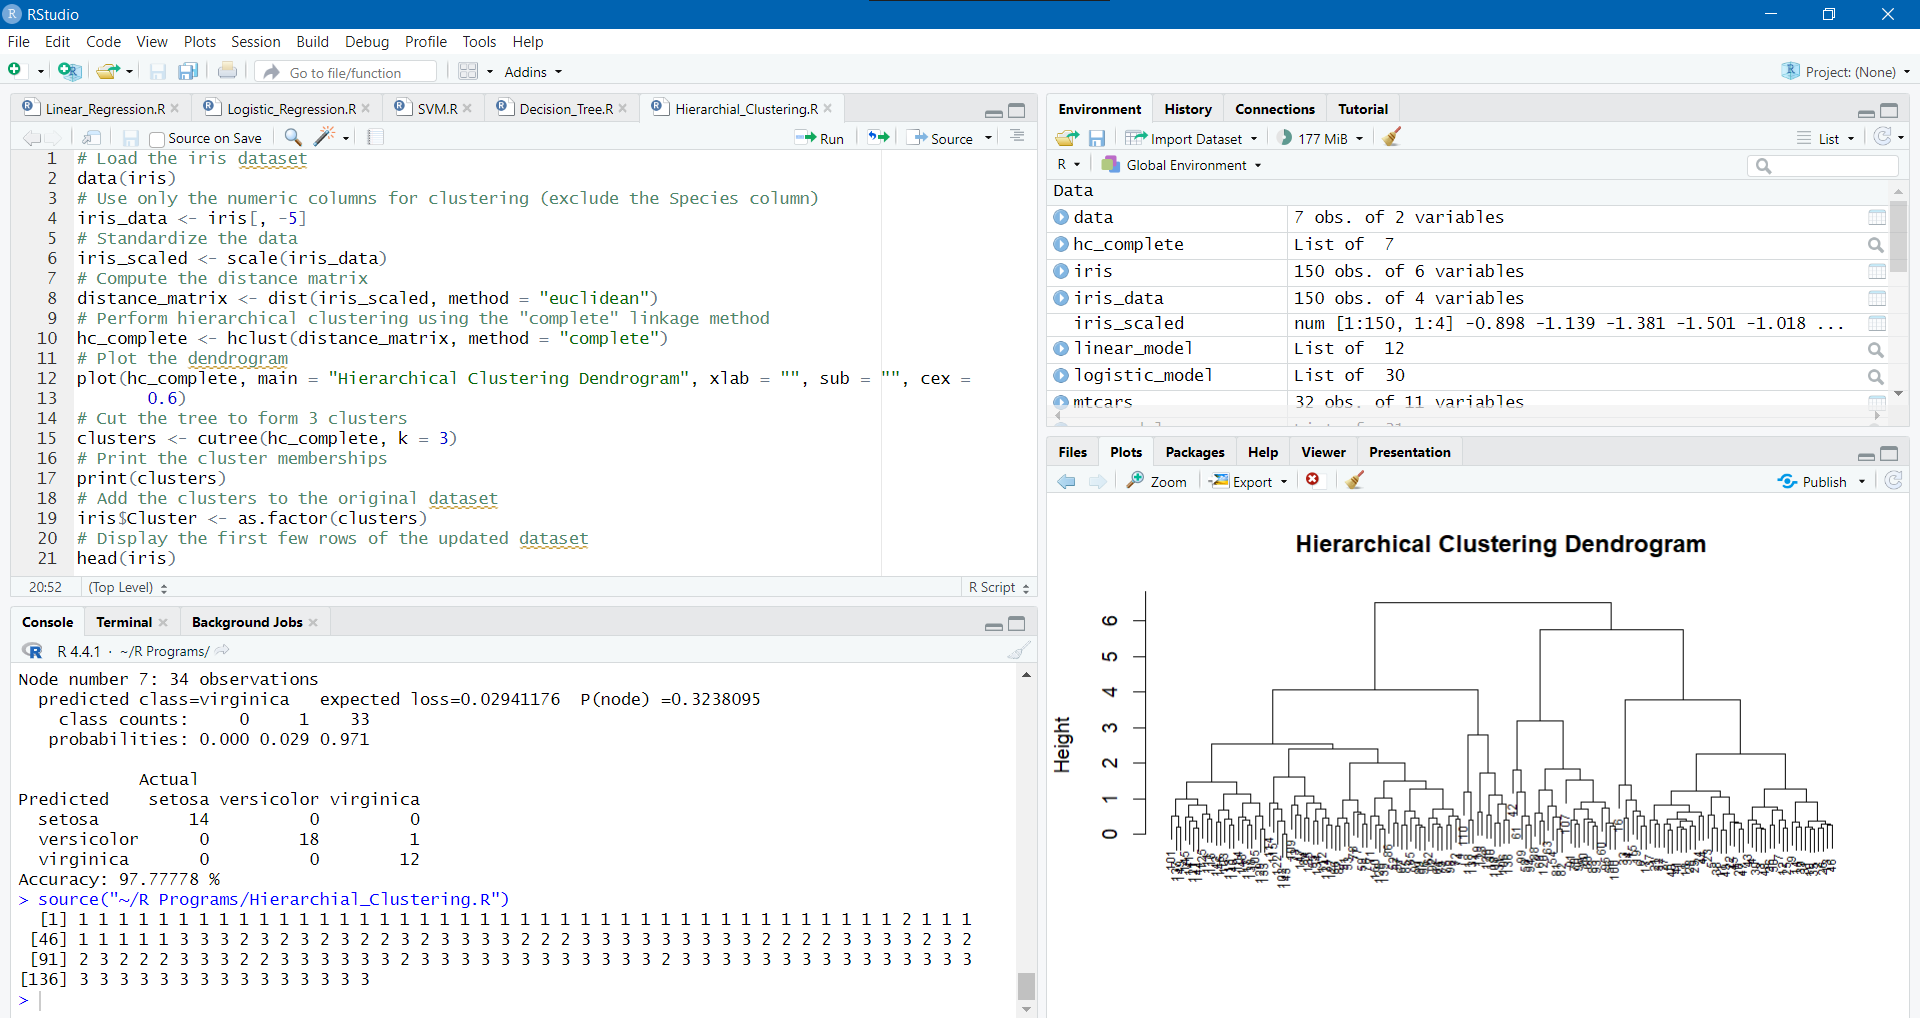 RStudio
File Edit Code View Plots Session Build Debug Profile Tools Help
Go to file/function Addins Project: (None)
Linear_Regression.R Logistic_Regression.R SVM.R Decision_Tree.R Hierarchial_Clustering.R
Source on Save Run Source
1 # Load the iris dataset
2 data(iris)
3 # Use only the numeric columns for clustering (exclude the Species column)
4 iris_data <- iris[, -5]
5 # Standardize the data
6 iris_scaled <- scale(iris_data)
7 # Compute the distance matrix
8 distance_matrix <- dist(iris_scaled, method = "euclidean")
9 # Perform hierarchical clustering using the "complete" linkage method
10 hc_complete <- hclust(distance_matrix, method = "complete")
11 # Plot the dendrogram
12 plot(hc_complete, main = "Hierarchical Clustering Dendrogram", xlab = "", sub = "", cex =
13 0.6)
14 # Cut the tree to form 3 clusters
15 clusters <- cutree(hc_complete, k = 3)
16 # Print the cluster memberships
17 print(clusters)
18 # Add the clusters to the original dataset
19 iris$Cluster <- as.factor(clusters)
20 # Display the first few rows of the updated dataset
21 head(iris)
20:52 (Top Level) R Script
Console Terminal Background Jobs
R 4.4.1 · ~/R Programs/
Node number 7: 34 observations
predicted class=virginica expected loss=0.02941176 P(node) =0.3238095
class counts: 0 1 33
probabilities: 0.000 0.029 0.971
Actual
Predicted setosa versicolor virginica
setosa 14 0 0
versicolor 0 18 1
virginica 0 0 12
Accuracy: 97.77778 %
> source("~/R Programs/Hierarchial_Clustering.R")
[1] 1 1 1 1 1 1 1 1 1 1 1 1 1 1 1 1 1 1 1 1 1 1 1 1 1 1 1 1 1 1 1 1 1 1 1 1 1 1 1 1 1 2 1 1 1
[46] 1 1 1 1 1 3 3 3 2 3 2 3 2 3 2 2 3 2 3 3 3 3 2 2 2 3 3 3 3 3 3 3 3 3 2 2 2 2 3 3 3 3 2 3 2
[91] 2 3 2 2 2 3 3 3 2 2 3 3 3 3 3 3 2 3 3 3 3 3 3 3 3 3 3 3 3 2 3 3 3 3 3 3 3 3 3 3 3 3 3 3 3
[136] 3 3 3 3 3 3 3 3 3 3 3 3 3 3 3
>
Environment History Connections Tutorial
Import Dataset 177 MiB List
R Global Environment
Data
data 7 obs. of 2 variables
hc_complete List of 7
iris 150 obs. of 6 variables
iris_data 150 obs. of 4 variables
iris_scaled num [1:150, 1:4] -0.898 -1.139 -1.381 -1.501 -1.018 ...
linear_model List of 12
logistic_model List of 30
mtcars 32 obs. of 11 variables
Files Plots Packages Help Viewer Presentation
Zoom Export Publish
Hierarchical Clustering Dendrogram
Height
6
5
4
3
2
1
0
42
61
107
16
110